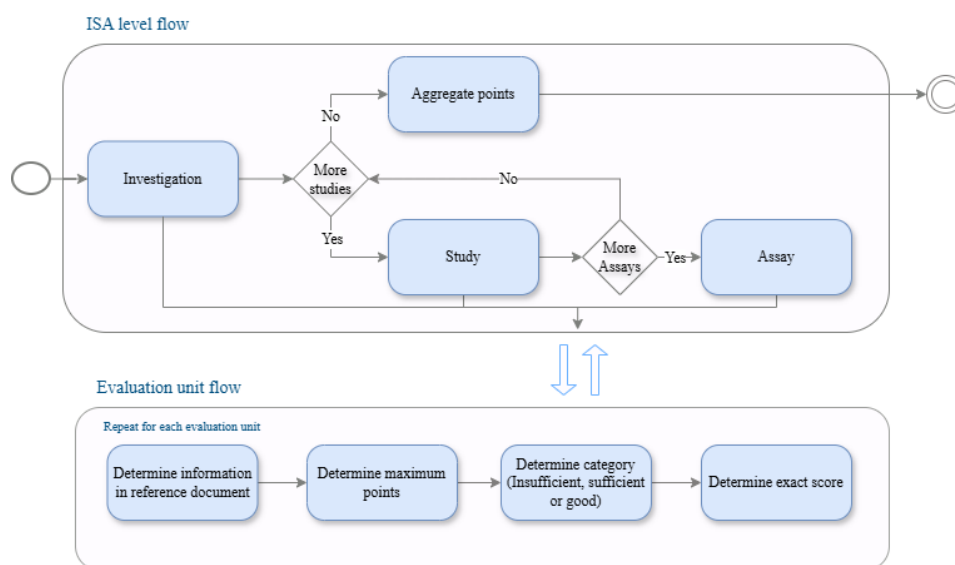 ISA level flow
Aggregate points
No
Investigation
More
studies
No
Yes
Study
More
Assays
Yes
Assay
Evaluation unit flow
Repeat for each evaluation unit
Determine information
in reference document
Determine maximum
points
Determine category
(Insufficient, sufficient
or good)
Determine exact score